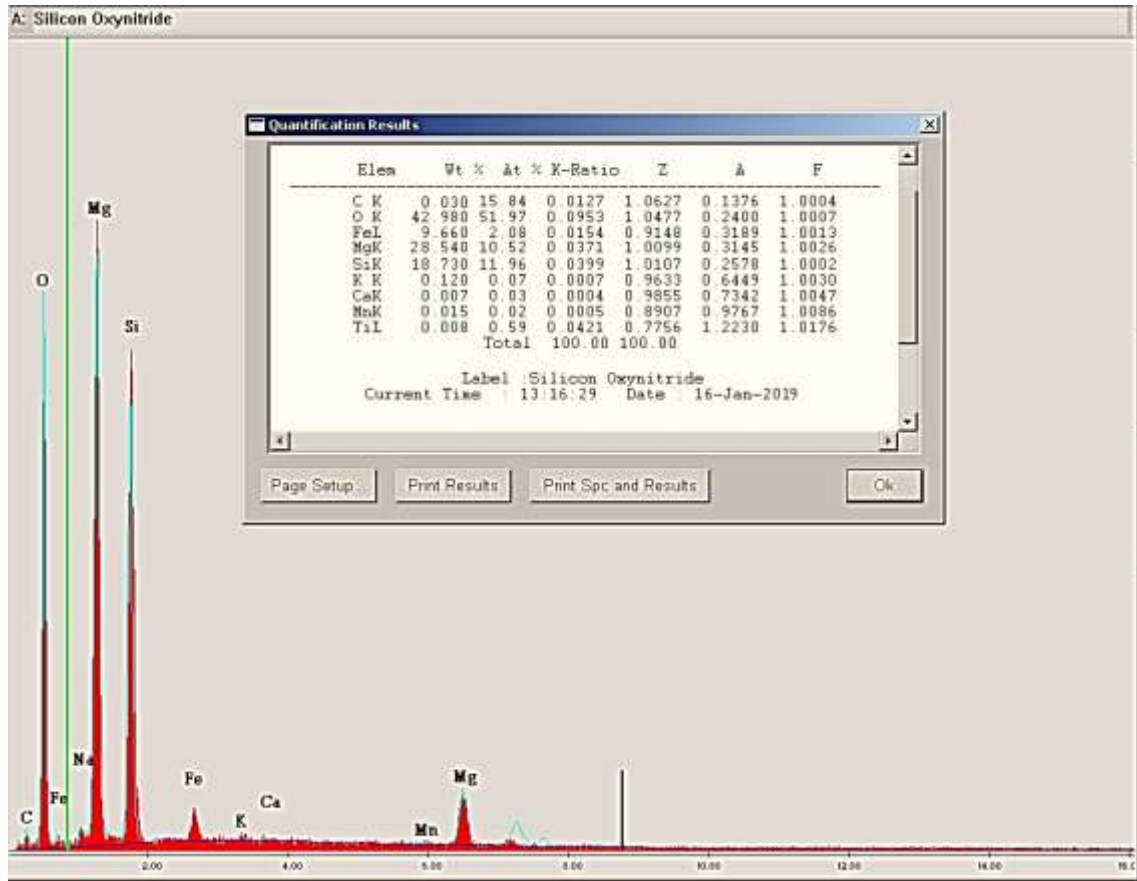 A: Silicon Oxynitride
Quantification Results
Elem Wt % At % K-Ratio Z A F
C K 0.030 15.84 0.0127 1.0627 0.1376 1.0004
O K 42.980 51.97 0.0953 1.0477 0.2400 1.0007
FeL 9.660 2.08 0.0154 0.9148 0.3189 1.0013
MgK 28.540 10.52 0.0371 1.0099 0.3145 1.0026
SiK 18.730 11.96 0.0399 1.0107 0.2578 1.0002
K K 0.120 0.07 0.0007 0.9633 0.6449 1.0030
CaK 0.007 0.03 0.0004 0.9855 0.7342 1.0047
MnK 0.015 0.02 0.0005 0.8907 0.9767 1.0086
TiL 0.008 0.59 0.0421 0.7756 1.2230 1.0176
Total 100.00 100.00
Label :Silicon Oxynitride
Current Time : 13:16:29 Date : 16-Jan-2019
Page Setup... Print Results Print Spc and Results Ok
Mg
O
Si
Na
Fe
Mg
Fe
Ca
C
K
Mn
2.00 4.00 8.00 10.00 12.00 14.00